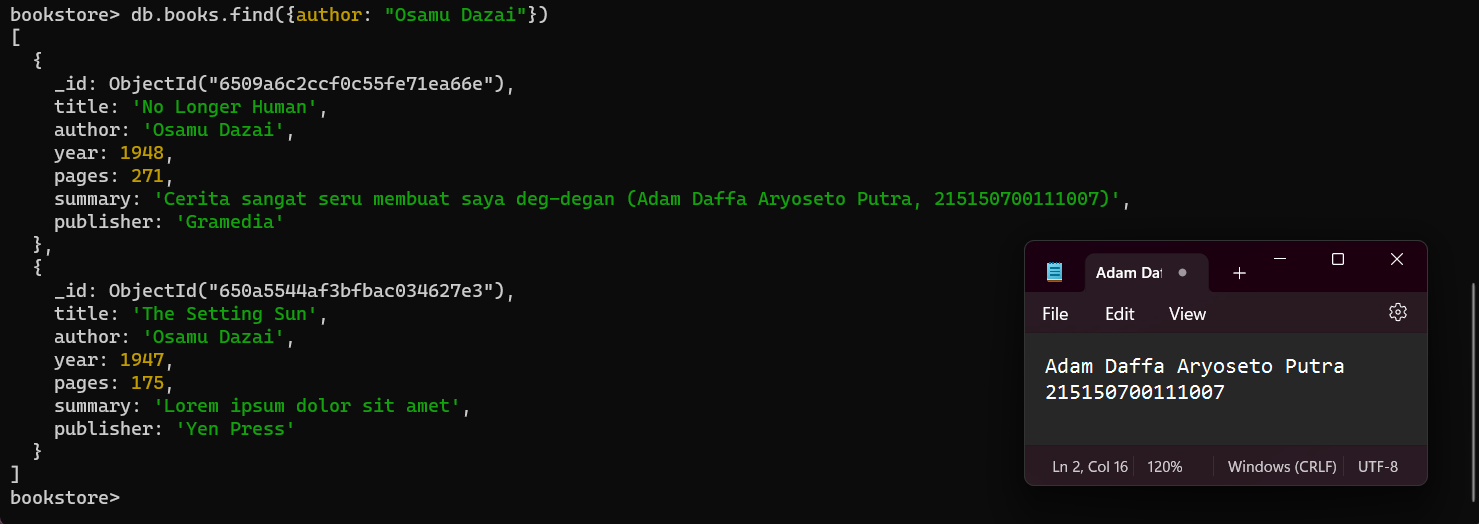 bookstore> db.books.find({author: "Osamu Dazai"})
[
  {
    _id: ObjectId("6509a6c2ccf0c55fe71ea66e"),
    title: 'No Longer Human',
    author: 'Osamu Dazai',
    year: 1948,
    pages: 271,
    summary: 'Cerita sangat seru membuat saya deg-degan (Adam Daffa Aryoseto Putra, 215150700111007)',
    publisher: 'Gramedia'
  },
  {
    _id: ObjectId("650a5544af3bfbac034627e3"),
    title: 'The Setting Sun',
    author: 'Osamu Dazai',
    year: 1947,
    pages: 175,
    summary: 'Lorem ipsum dolor sit amet',
    publisher: 'Yen Press'
  }
]
bookstore>
Adam Daf
File Edit View
Adam Daffa Aryoseto Putra
215150700111007
Ln 2, Col 16 120% Windows (CRLF) UTF-8